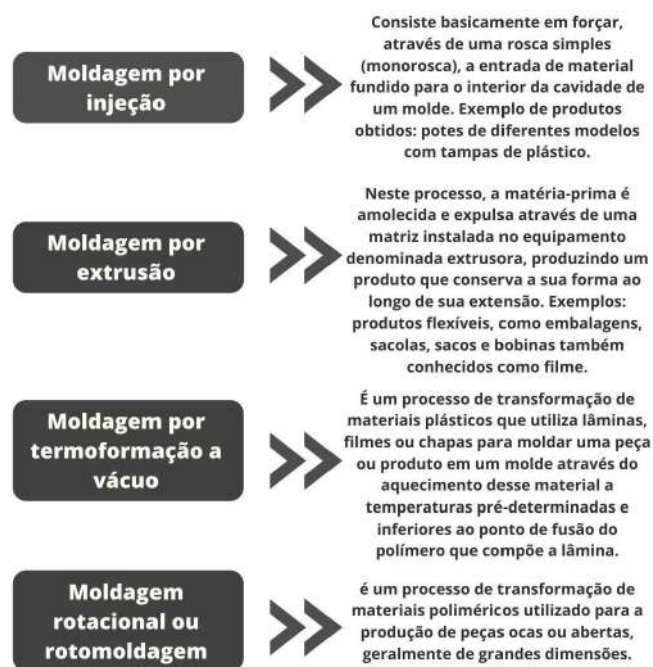 Moldagem por
injeção
Consiste basicamente em forçar,
através de uma rosca simples
(monorosca), a entrada de material
fundido para o interior da cavidade de
um molde. Exemplo de produtos
obtidos: potes de diferentes modelos
com tampas de plástico.
Moldagem por
extrusão
Neste processo, a matéria-prima é
amolecida e expulsa através de uma
matriz instalada no equipamento
denominada extrusora, produzindo um
produto que conserva a sua forma ao
longo de sua extensão. Exemplos:
produtos flexíveis, como embalagens,
sacolas, sacos e bobinas também
conhecidos como filme.
Moldagem por
termoformação a
vácuo
É um processo de transformação de
materiais plásticos que utiliza lâminas,
filmes ou chapas para moldar uma peça
ou produto em um molde através do
aquecimento desse material a
temperaturas pré-determinadas e
inferiores ao ponto de fusão do
polímero que compõe a lâmina.
Moldagem
rotacional ou
rotomoldagem
é um processo de transformação de
materiais poliméricos utilizado para a
produção de peças ocas ou abertas,
geralmente de grandes dimensões.